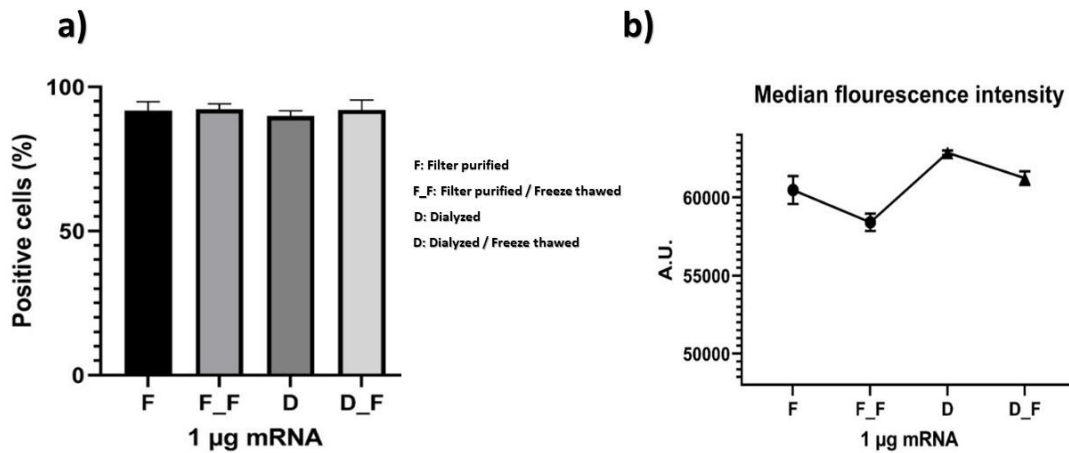 a)
100
50
0
Positive cells (%)
F
F_F
D
D_F
1 µg mRNA
F: Filter purified
F_F: Filter purified / Freeze thawed
D: Dialyzed
D: Dialyzed / Freeze thawed
b)
Median flourescence intensity
60000
55000
50000
A.U.
F
F_F
D
D_F
1 µg mRNA